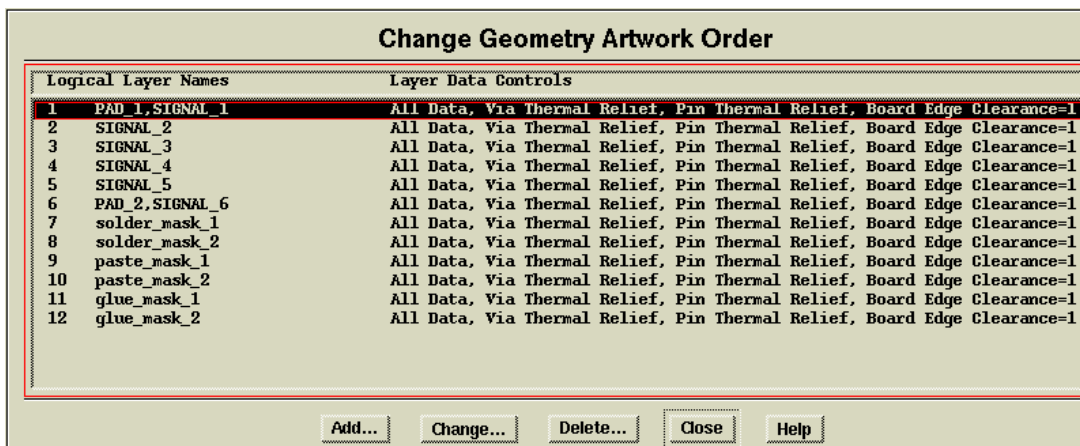 Change Geometry Artwork Order
Logical Layer Names Layer Data Controls
1 PAD_1,SIGNAL_1 All Data, Via Thermal Relief, Pin Thermal Relief, Board Edge Clearance=1
2 SIGNAL_2 All Data, Via Thermal Relief, Pin Thermal Relief, Board Edge Clearance=1
3 SIGNAL_3 All Data, Via Thermal Relief, Pin Thermal Relief, Board Edge Clearance=1
4 SIGNAL_4 All Data, Via Thermal Relief, Pin Thermal Relief, Board Edge Clearance=1
5 SIGNAL_5 All Data, Via Thermal Relief, Pin Thermal Relief, Board Edge Clearance=1
6 PAD_2,SIGNAL_6 All Data, Via Thermal Relief, Pin Thermal Relief, Board Edge Clearance=1
7 solder_mask_1 All Data, Via Thermal Relief, Pin Thermal Relief, Board Edge Clearance=1
8 solder_mask_2 All Data, Via Thermal Relief, Pin Thermal Relief, Board Edge Clearance=1
9 paste_mask_1 All Data, Via Thermal Relief, Pin Thermal Relief, Board Edge Clearance=1
10 paste_mask_2 All Data, Via Thermal Relief, Pin Thermal Relief, Board Edge Clearance=1
11 glue_mask_1 All Data, Via Thermal Relief, Pin Thermal Relief, Board Edge Clearance=1
12 glue_mask_2 All Data, Via Thermal Relief, Pin Thermal Relief, Board Edge Clearance=1
Add... Change... Delete... Close Help